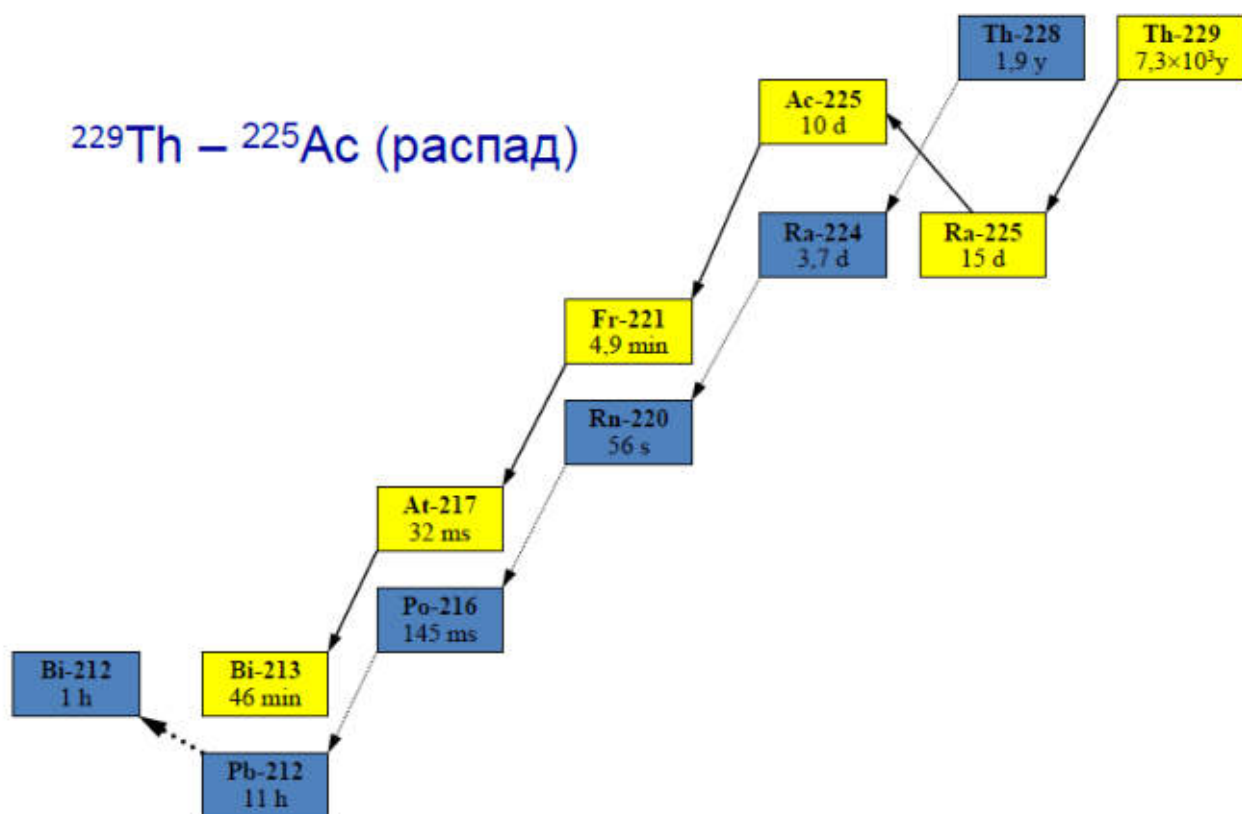 Th-228
1,9 y
Th-229
7,3×10³y
Ac-225
10 d
²²⁹Th – ²²⁵Ac (распад)
Ra-224
3,7 d
Ra-225
15 d
Fr-221
4,9 min
Rn-220
56 s
At-217
32 ms
Po-216
145 ms
Bi-212
1 h
Bi-213
46 min
Pb-212
11 h